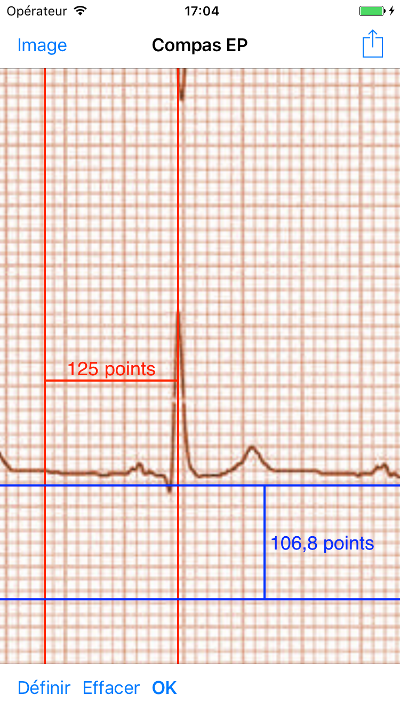 Opérateur 17:04
Image Compas EP
125 points
106,8 points
Définir Effacer OK